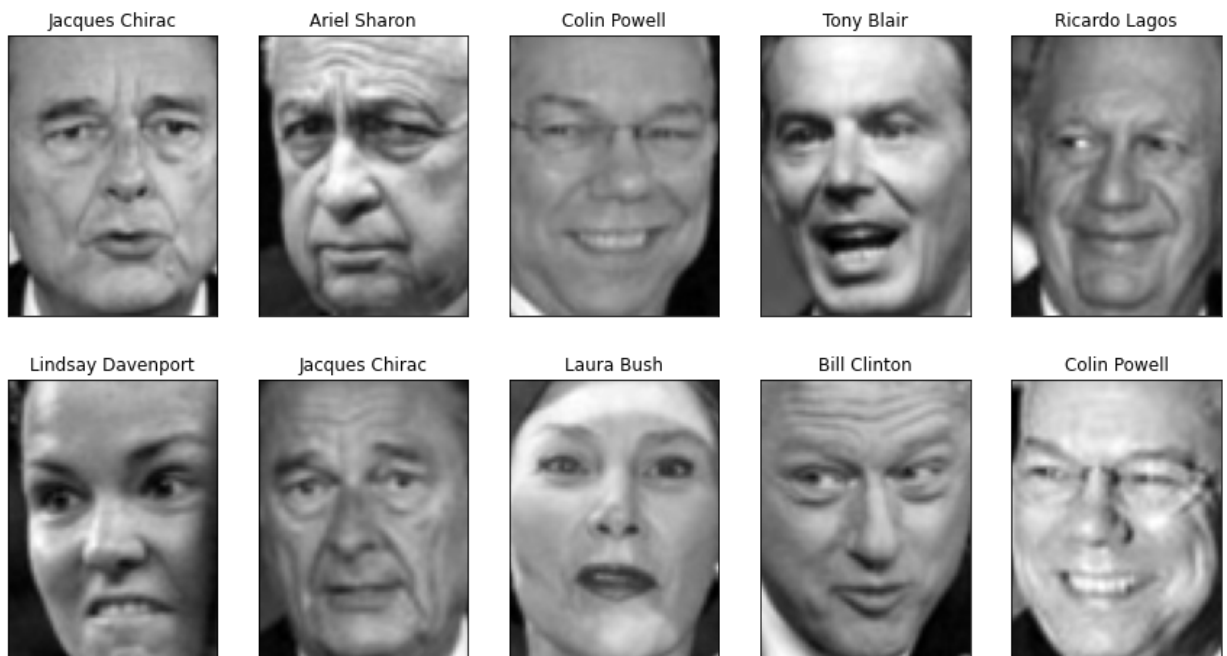 Jacques Chirac
Ariel Sharon
Colin Powell
Tony Blair
Ricardo Lagos
Lindsay Davenport
Jacques Chirac
Laura Bush
Bill Clinton
Colin Powell